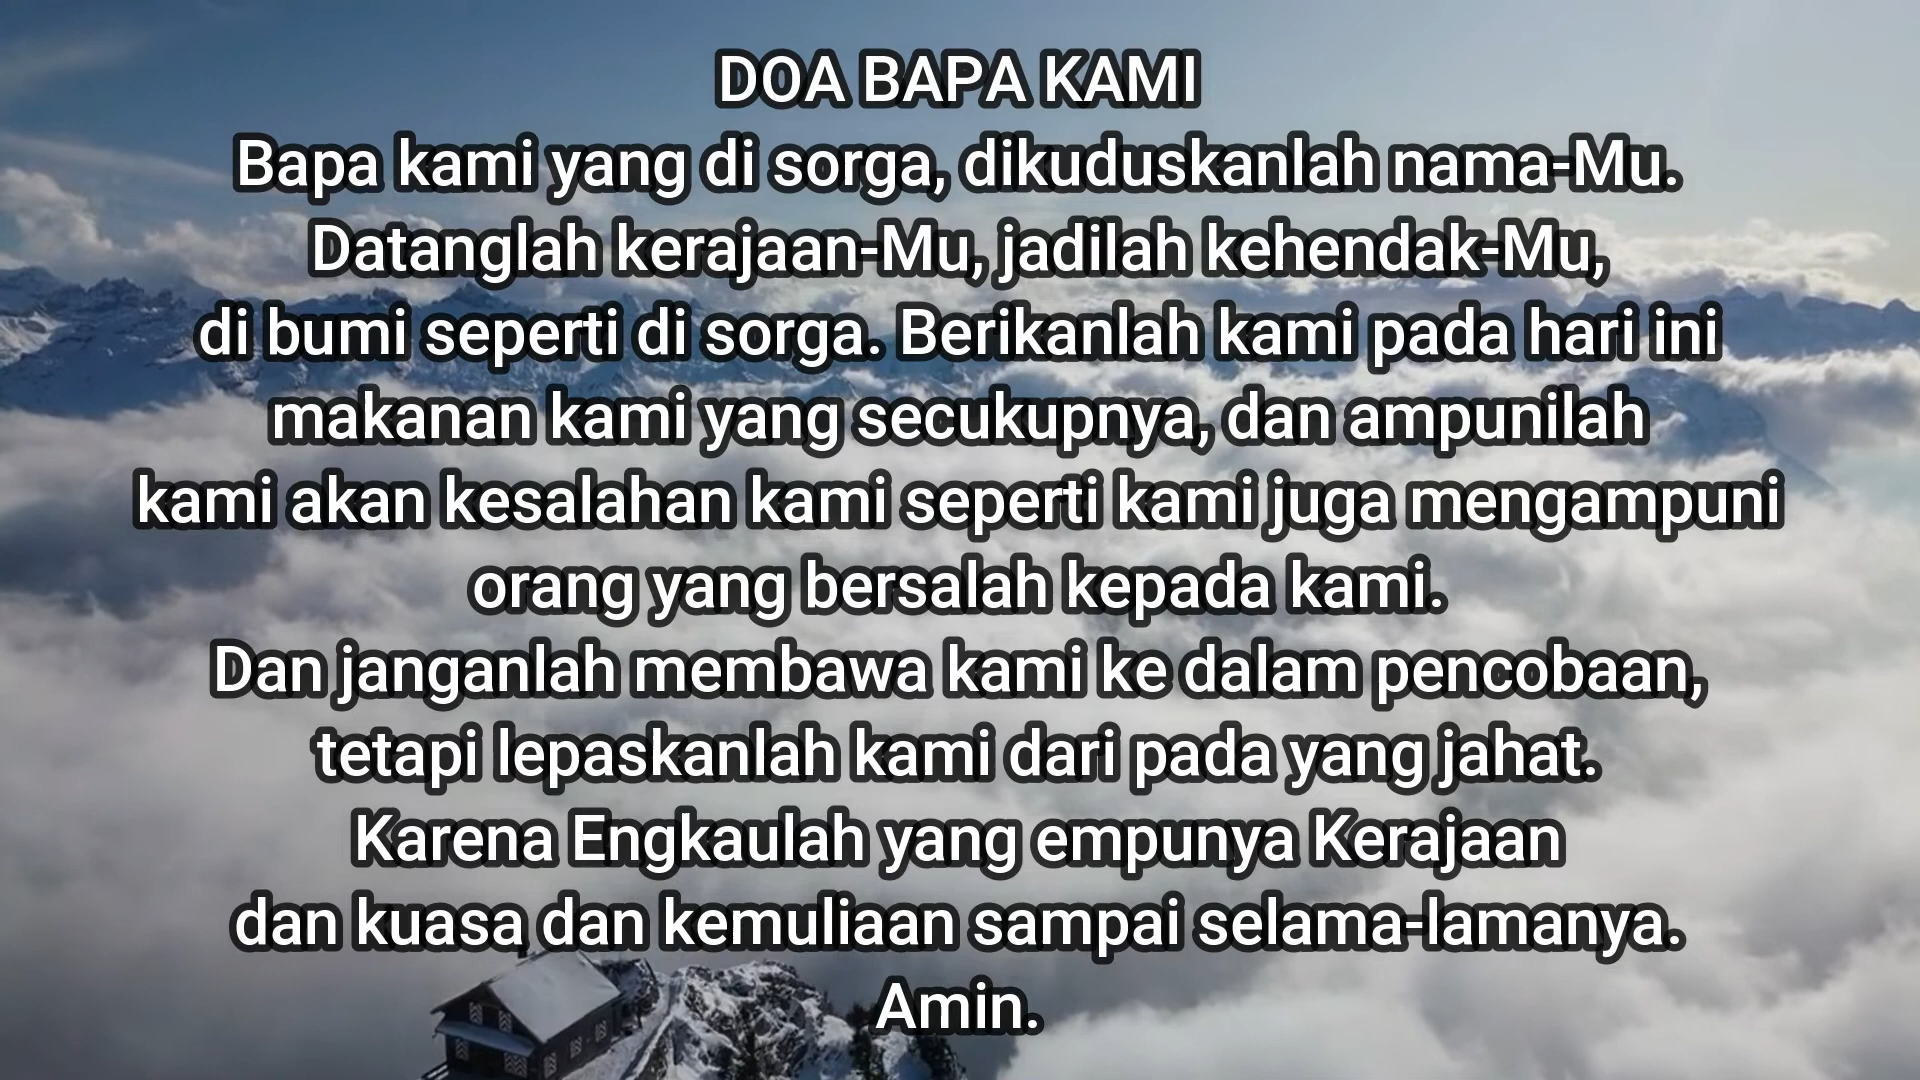 DOA BAPA KAMI
Bapa kami yang di sorga, dikuduskanlah nama-Mu.
Datanglah kerajaan-Mu, jadilah kehendak-Mu,
di bumi seperti di sorga. Berikanlah kami pada hari ini
makanan kami yang secukupnya, dan ampunilah
kami akan kesalahan kami seperti kami juga mengampuni
orang yang bersalah kepada kami.
Dan janganlah membawa kami ke dalam pencobaan,
tetapi lepaskanlah kami dari pada yang jahat.
Karena Engkaulah yang empunya Kerajaan
dan kuasa dan kemuliaan sampai selama-lamanya.
Amin.